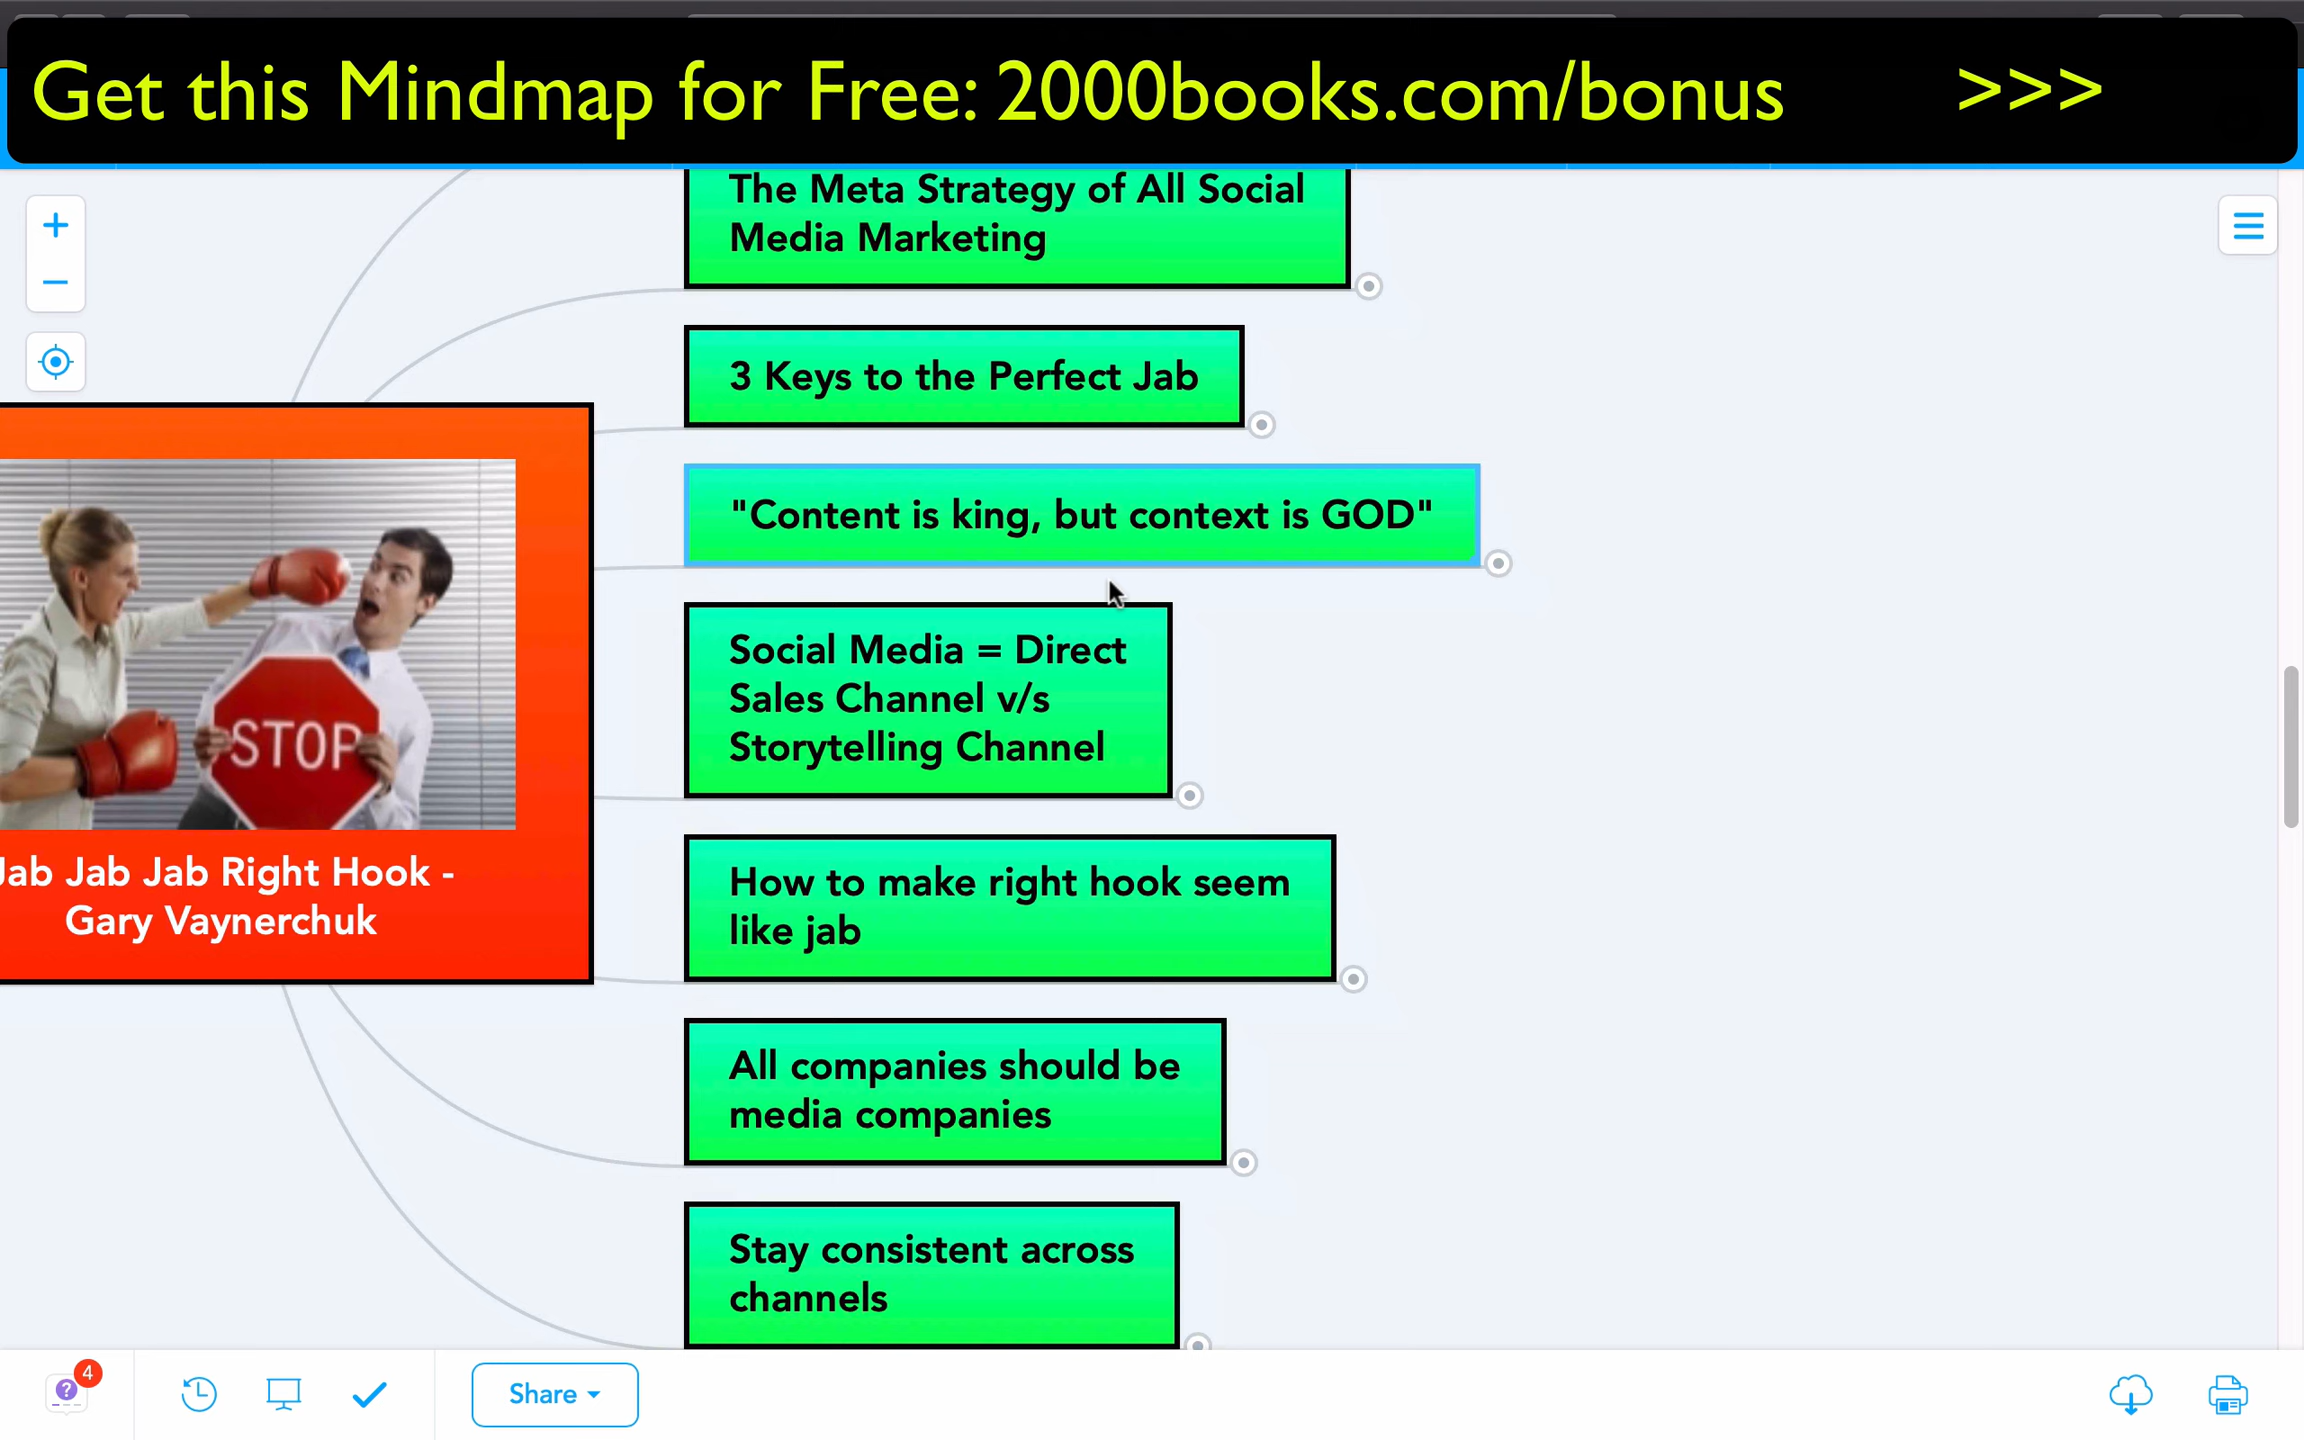 Get this Mindmap for Free: 2000books.com/bonus >>>
The Meta Strategy of All Social
Media Marketing
3 Keys to the Perfect Jab
"Content is king, but context is GOD"
STOP
Social Media = Direct
Sales Channel v/s
Storytelling Channel
Jab Jab Jab Right Hook -
Gary Vaynerchuk
How to make right hook seem
like jab
All companies should be
media companies
Stay consistent across
channels
4
?
Share